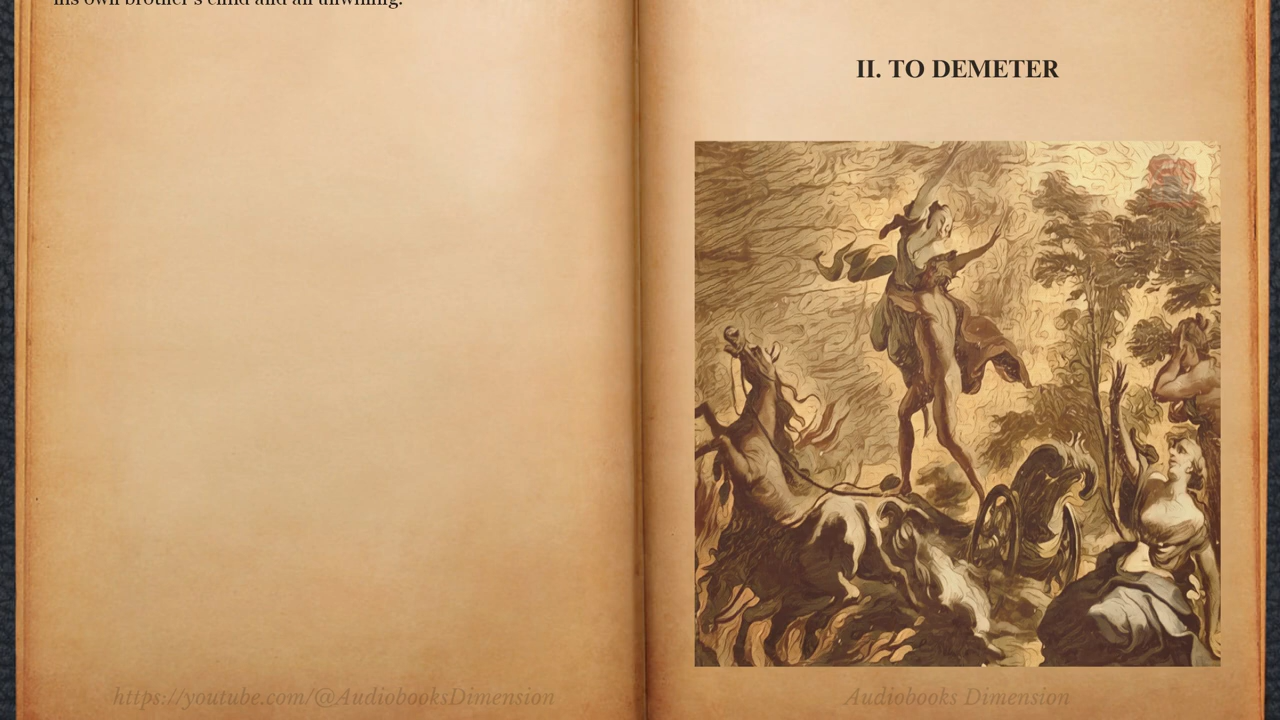 his own brother's child and all unwilling.
II. TO DEMETER
https://youtube.com/@AudiobooksDimension
Audiobooks Dimension